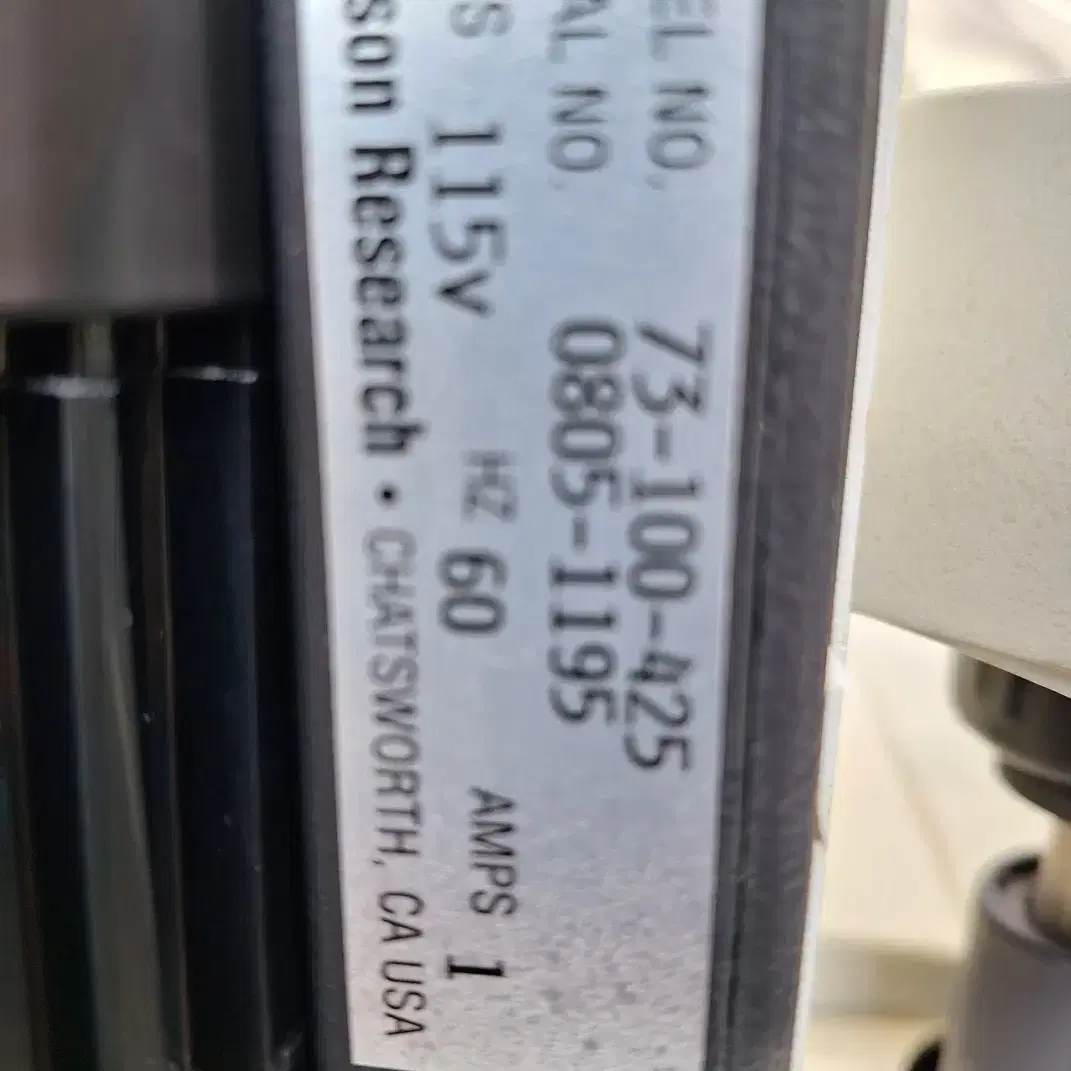 EL NO. 73-100-425
AL NO. 0805-1195
S 115V HZ 60 AMPS 1
son Research • CHATSWORTH, CA USA